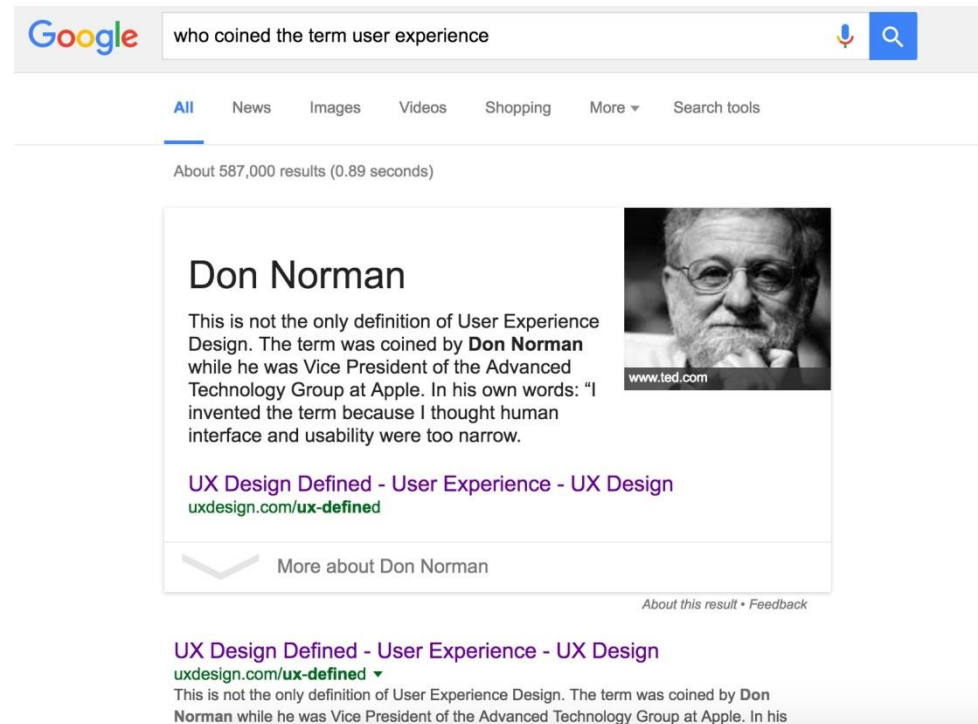 Google
who coined the term user experience
All News Images Videos Shopping More Search tools
About 587,000 results (0.89 seconds)
Don Norman
This is not the only definition of User Experience
Design. The term was coined by Don Norman
while he was Vice President of the Advanced
Technology Group at Apple. In his own words: “I
invented the term because I thought human
interface and usability were too narrow.
www.ted.com
UX Design Defined - User Experience - UX Design
uxdesign.com/ux-defined
More about Don Norman
About this result • Feedback
UX Design Defined - User Experience - UX Design
uxdesign.com/ux-defined
This is not the only definition of User Experience Design. The term was coined by Don
Norman while he was Vice President of the Advanced Technology Group at Apple. In his